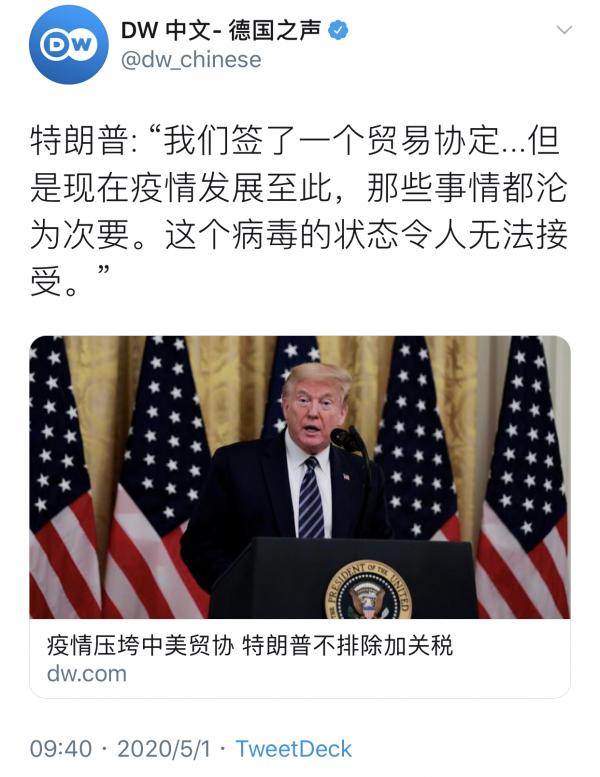 DW
DW 中文- 德国之声
@dw_chinese
特朗普: “我们签了一个贸易协定...但
是现在疫情发展至此，那些事情都沦
为次要。这个病毒的状态令人无法接
受。”
PRESIDENT OF THE UNITED
疫情压垮中美贸协 特朗普不排除加关税
dw.com
09:40 · 2020/5/1 · TweetDeck